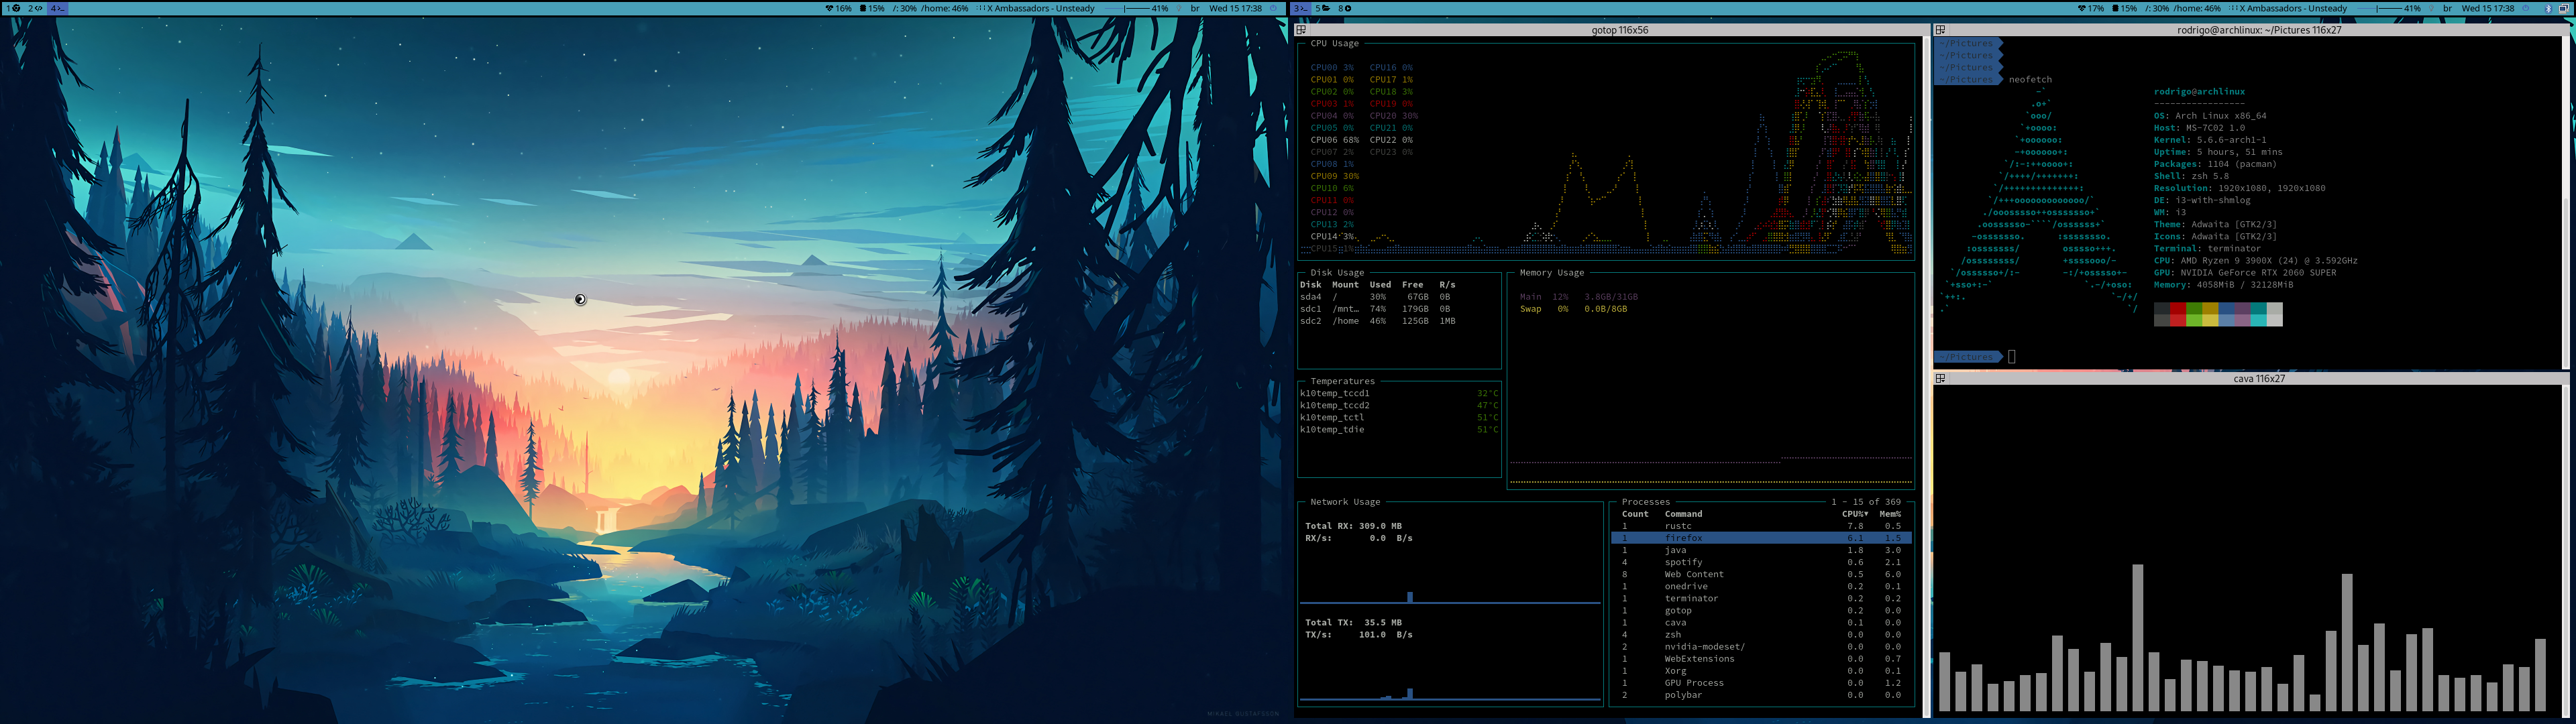 1 2 4
16% 15% /: 30% /home: 46% X Ambassadors - Unsteady 41% br Wed 15 17:38
MIKAEL GUSTAFSSON
3 5 8
17% 15% /: 30% /home: 46% X Ambassadors - Unsteady 41% br Wed 15 17:38
gotop 116x56
CPU Usage
CPU00 3% CPU16 0%
CPU01 0% CPU17 1%
CPU02 0% CPU18 3%
CPU03 1% CPU19 0%
CPU04 0% CPU20 30%
CPU05 0% CPU21 0%
CPU06 68% CPU22 0%
CPU07 2% CPU23 0%
CPU08 1%
CPU09 30%
CPU10 6%
CPU11 0%
CPU12 0%
CPU13 2%
CPU14 3%
CPU15 1%
Disk Usage
Disk Mount Used Free R/s
sda4 / 30% 67GB 0B
sdc1 /mnt… 74% 179GB 0B
sdc2 /home 46% 125GB 1MB
Memory Usage
Main 12% 3.8GB/31GB
Swap 0% 0.0B/8GB
Temperatures
k10temp_tccd1 32°C
k10temp_tccd2 47°C
k10temp_tctl 51°C
k10temp_tdie 51°C
Network Usage
Total RX: 309.0 MB
RX/s: 0.0 B/s
Total TX: 35.5 MB
TX/s: 101.0 B/s
Processes 1 - 15 of 369
Count Command CPU%▼ Mem%
1 rustc 7.8 0.5
1 firefox 6.1 1.5
1 java 1.8 3.0
4 spotify 0.6 2.1
8 Web Content 0.5 6.0
1 onedrive 0.2 0.1
1 terminator 0.2 0.2
1 gotop 0.2 0.0
1 cava 0.1 0.0
4 zsh 0.0 0.0
2 nvidia-modeset/ 0.0 0.0
1 WebExtensions 0.0 0.7
1 Xorg 0.0 0.1
1 GPU Process 0.0 1.2
2 polybar 0.0 0.0
rodrigo@archlinux: ~/Pictures 116x27
~/Pictures
~/Pictures
~/Pictures
~/Pictures neofetch
rodrigo@archlinux
-----------------
OS: Arch Linux x86_64
Host: MS-7C02 1.0
Kernel: 5.6.6-arch1-1
Uptime: 5 hours, 51 mins
Packages: 1104 (pacman)
Shell: zsh 5.8
Resolution: 1920x1080, 1920x1080
DE: i3-with-shmlog
WM: i3
Theme: Adwaita [GTK2/3]
Icons: Adwaita [GTK2/3]
Terminal: terminator
CPU: AMD Ryzen 9 3900X (24) @ 3.592GHz
GPU: NVIDIA GeForce RTX 2060 SUPER
Memory: 4058MiB / 32128MiB
~/Pictures
cava 116x27